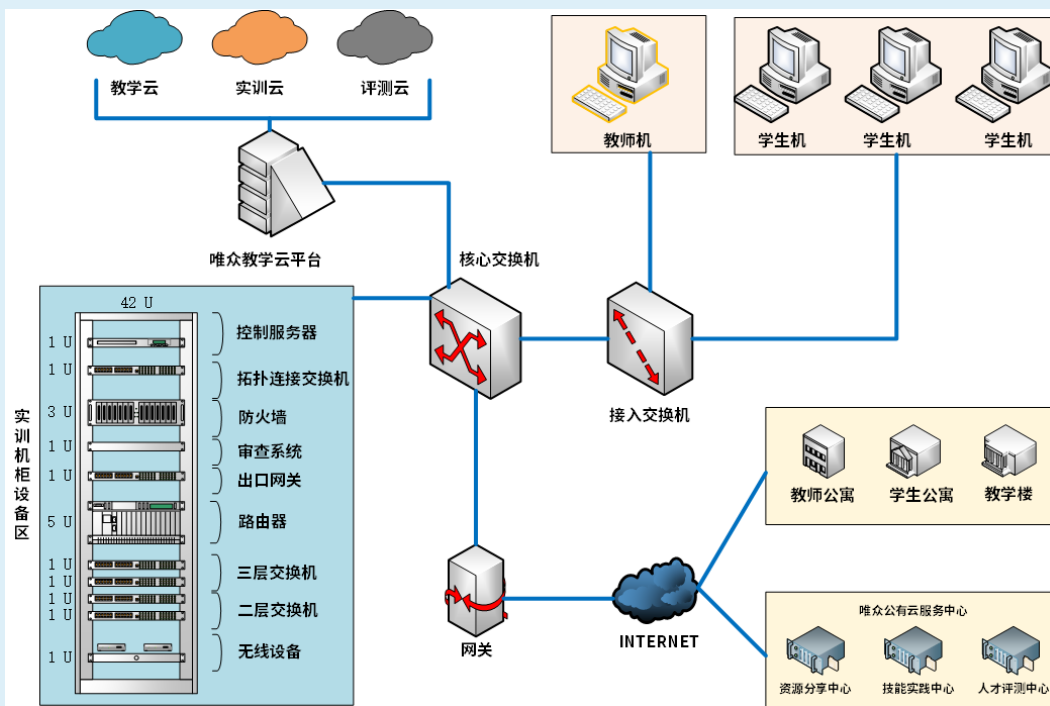 教学云
实训云
评测云
教师机
学生机
学生机
学生机
唯众教学云平台
核心交换机
接入交换机
实训机柜设备区
42 U
1 U
控制服务器
1 U
拓扑连接交换机
3 U
防火墙
1 U
审查系统
1 U
出口网关
5 U
路由器
1 U
1 U
三层交换机
1 U
1 U
二层交换机
1 U
无线设备
网关
INTERNET
教师公寓
学生公寓
教学楼
唯众公有云服务中心
资源分享中心
技能实践中心
人才评测中心